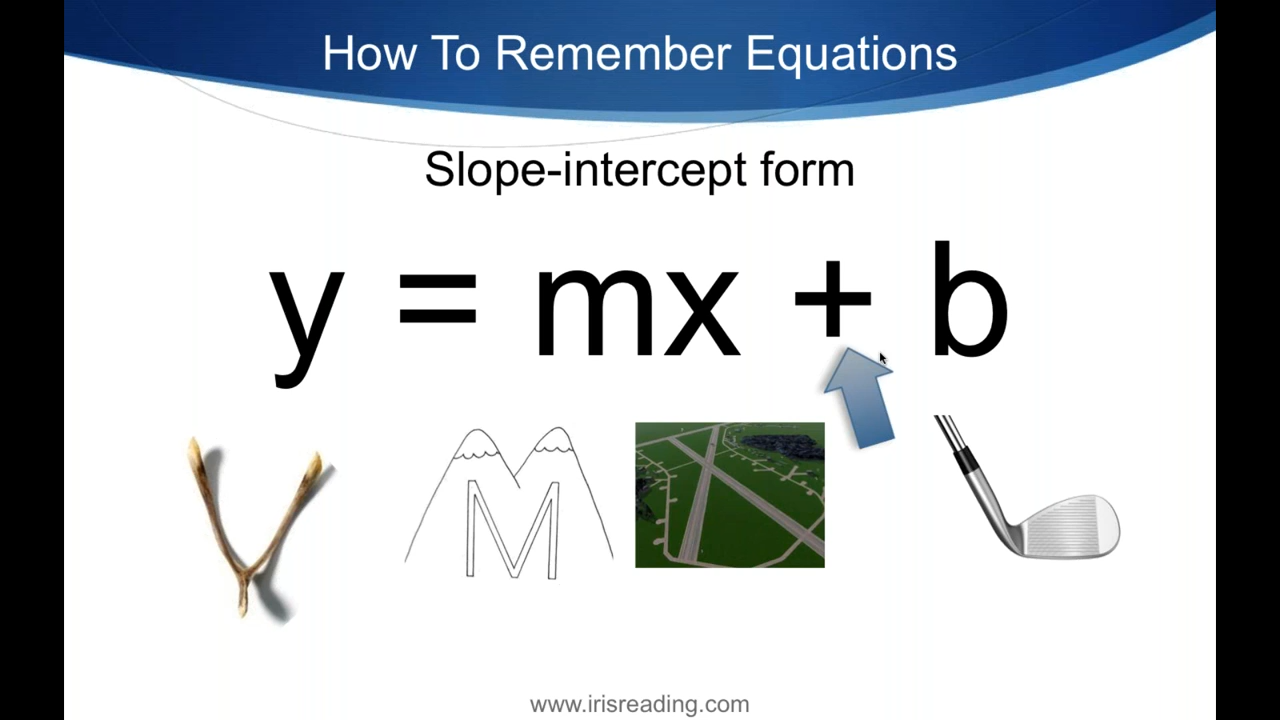 How To Remember Equations
Slope-intercept form
y = mx + b
M
www.irisreading.com